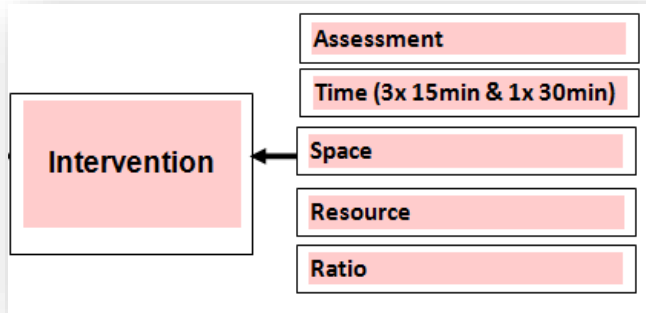 Assessment
Time (3x 15min & 1x 30min)
Intervention
Space
Resource
Ratio